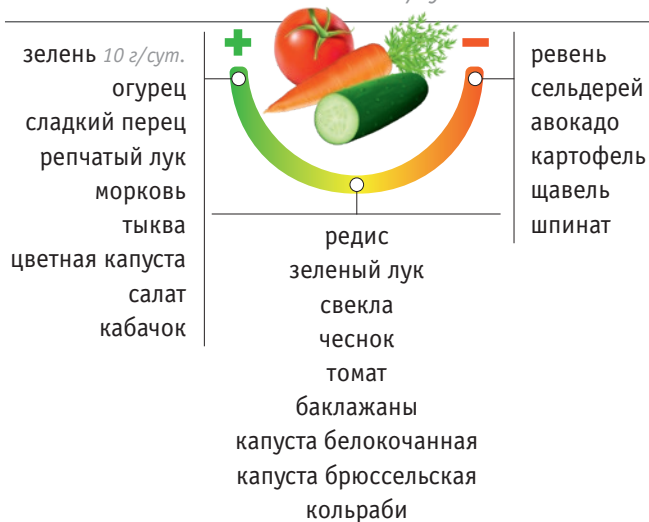 зелень 10 г/сут.
огурец
сладкий перец
репчатый лук
морковь
тыква
цветная капуста
салат
кабачок
редис
зеленый лук
свекла
чеснок
томат
баклажаны
капуста белокочанная
капуста брюссельская
кольраби
ревень
сельдерей
авокадо
картофель
щавель
шпинат